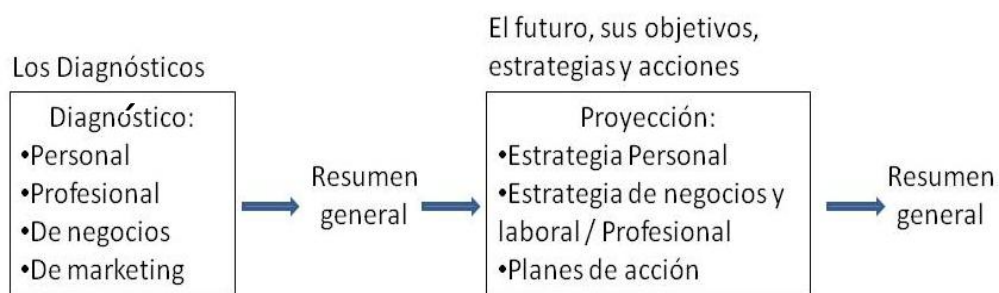 Los Diagnósticos
Diagnóstico:
•Personal
•Profesional
•De negocios
•De marketing
Resumen
general
El futuro, sus objetivos,
estrategias y acciones
Proyección:
•Estrategia Personal
•Estrategia de negocios y
laboral / Profesional
•Planes de acción
Resumen
general